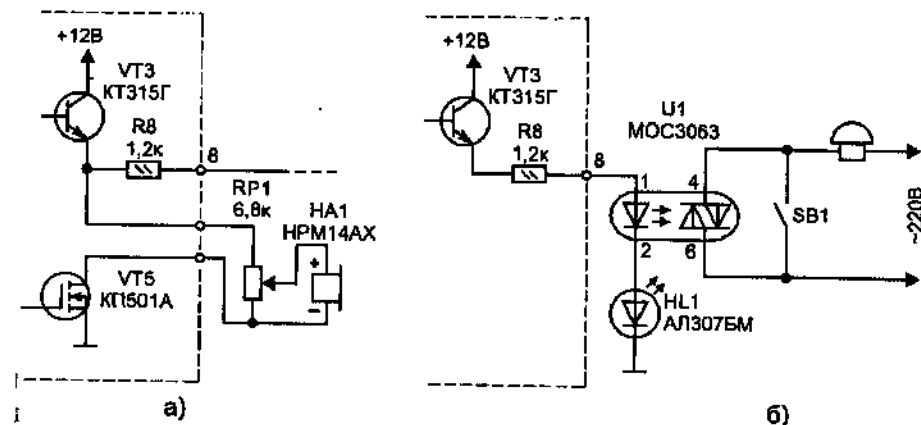 +12В
VT3
КТ315Г
R8
1,2к
8
RP1
6,8к
HA1
HPM14AX
+
–
VT5
КП501А
а)
+12В
VT3
КТ315Г
R8
1,2к
8
U1
МОС3063
1
4
2
6
SB1
~220В
HL1
АЛ307БМ
б)